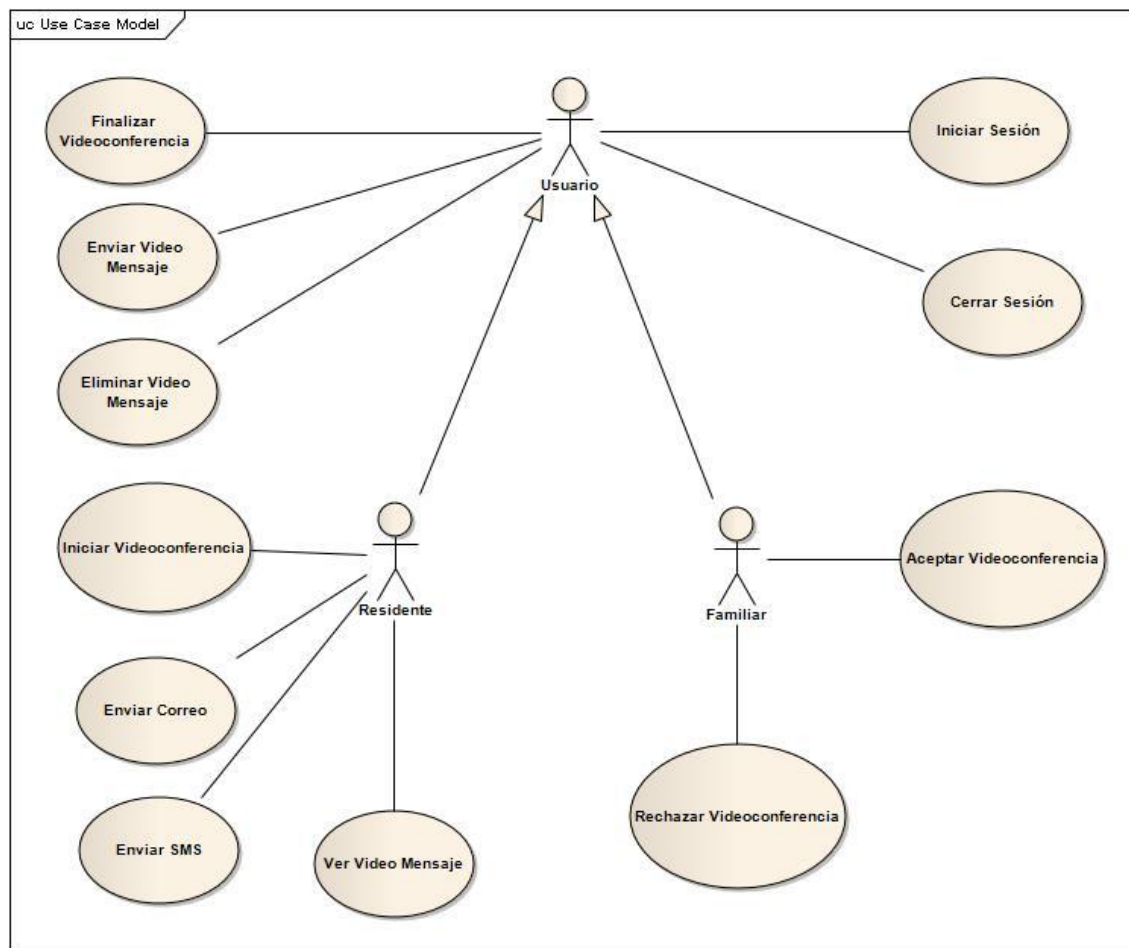 uc Use Case Model
Finalizar
Videoconferencia
Usuario
Iniciar Sesión
Enviar Video
Mensaje
Cerrar Sesión
Eliminar Video
Mensaje
Iniciar Videoconferencia
Residente
Familiar
Aceptar Videoconferencia
Enviar Correo
Enviar SMS
Ver Video Mensaje
Rechazar Videoconferencia